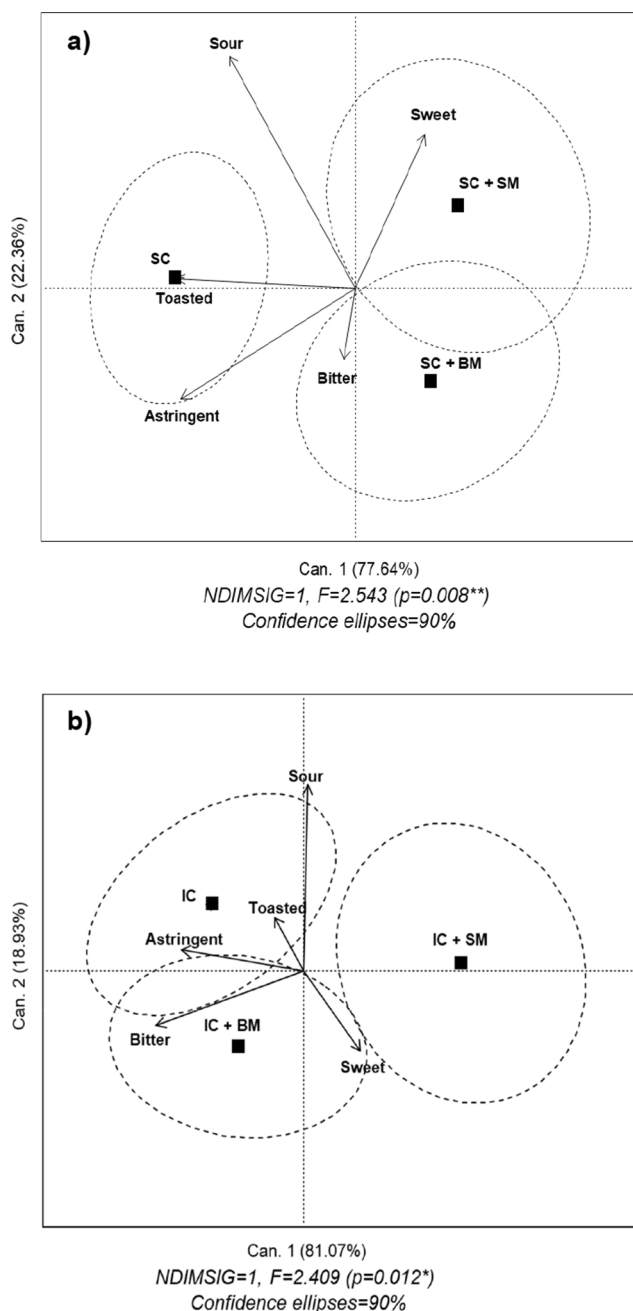 a)
Sour
Sweet
SC + SM
SC
Toasted
Bitter
SC + BM
Astringent
Can. 2 (22.36%)
Can. 1 (77.64%)
NDIMSIG=1, F=2.543 (p=0.008**)
Confidence ellipses=90%
b)
Sour
IC
Toasted
Astringent
IC + SM
Bitter
IC + BM
Sweet
Can. 2 (18.93%)
Can. 1 (81.07%)
NDIMSIG=1, F=2.409 (p=0.012*)
Confidence ellipses=90%